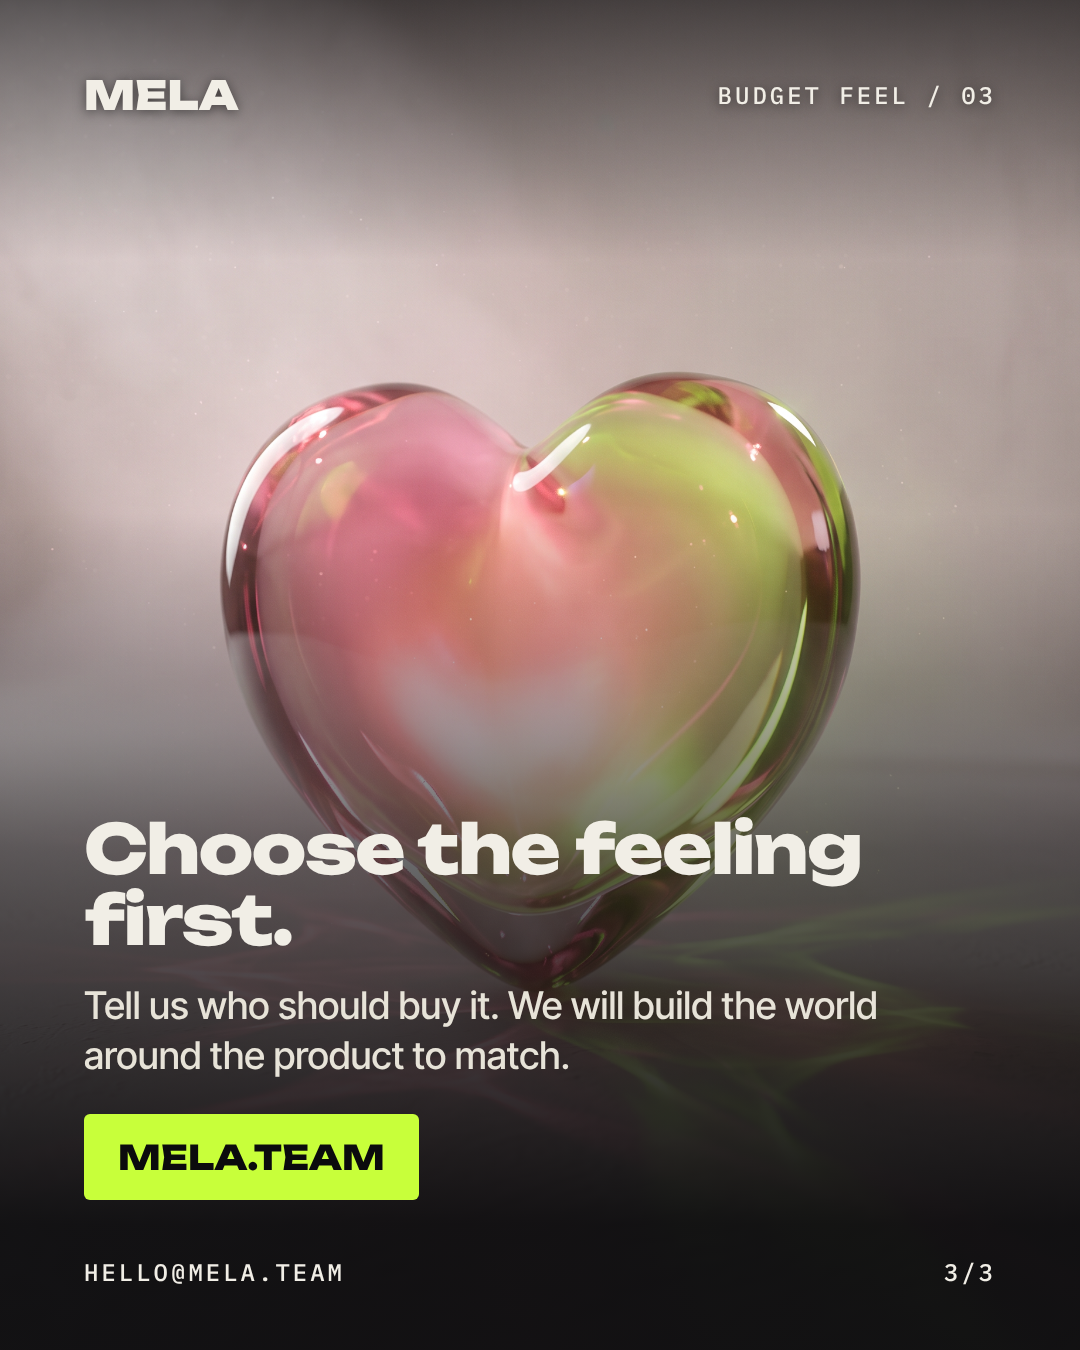 MELA
BUDGET FEEL / 03
Choose the feeling
first.
Tell us who should buy it. We will build the world
around the product to match.
MELA.TEAM
HELLO@MELA.TEAM
3/3